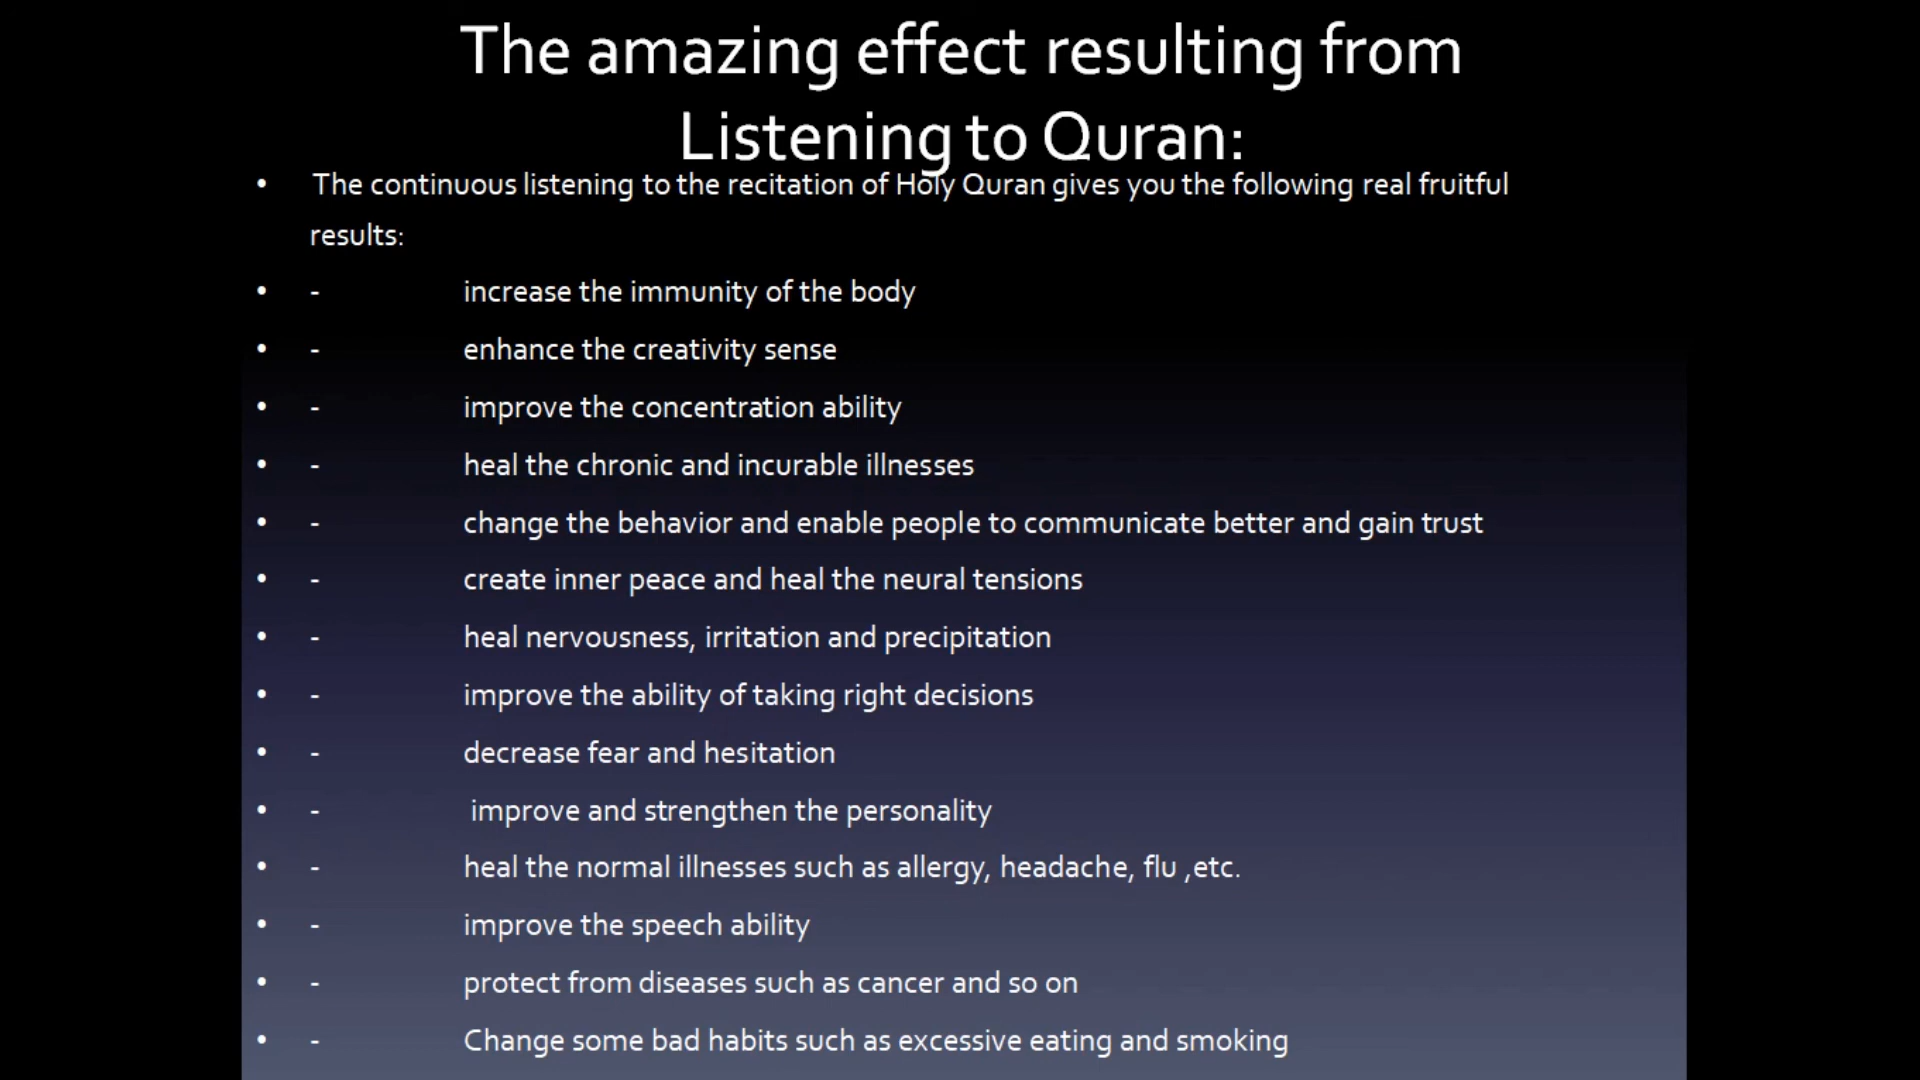 The amazing effect resulting from
Listening to Quran:
• The continuous listening to the recitation of Holy Quran gives you the following real fruitful
results:
• - increase the immunity of the body
• - enhance the creativity sense
• - improve the concentration ability
• - heal the chronic and incurable illnesses
• - change the behavior and enable people to communicate better and gain trust
• - create inner peace and heal the neural tensions
• - heal nervousness, irritation and precipitation
• - improve the ability of taking right decisions
• - decrease fear and hesitation
• - improve and strengthen the personality
• - heal the normal illnesses such as allergy, headache, flu ,etc.
• - improve the speech ability
• - protect from diseases such as cancer and so on
• - Change some bad habits such as excessive eating and smoking